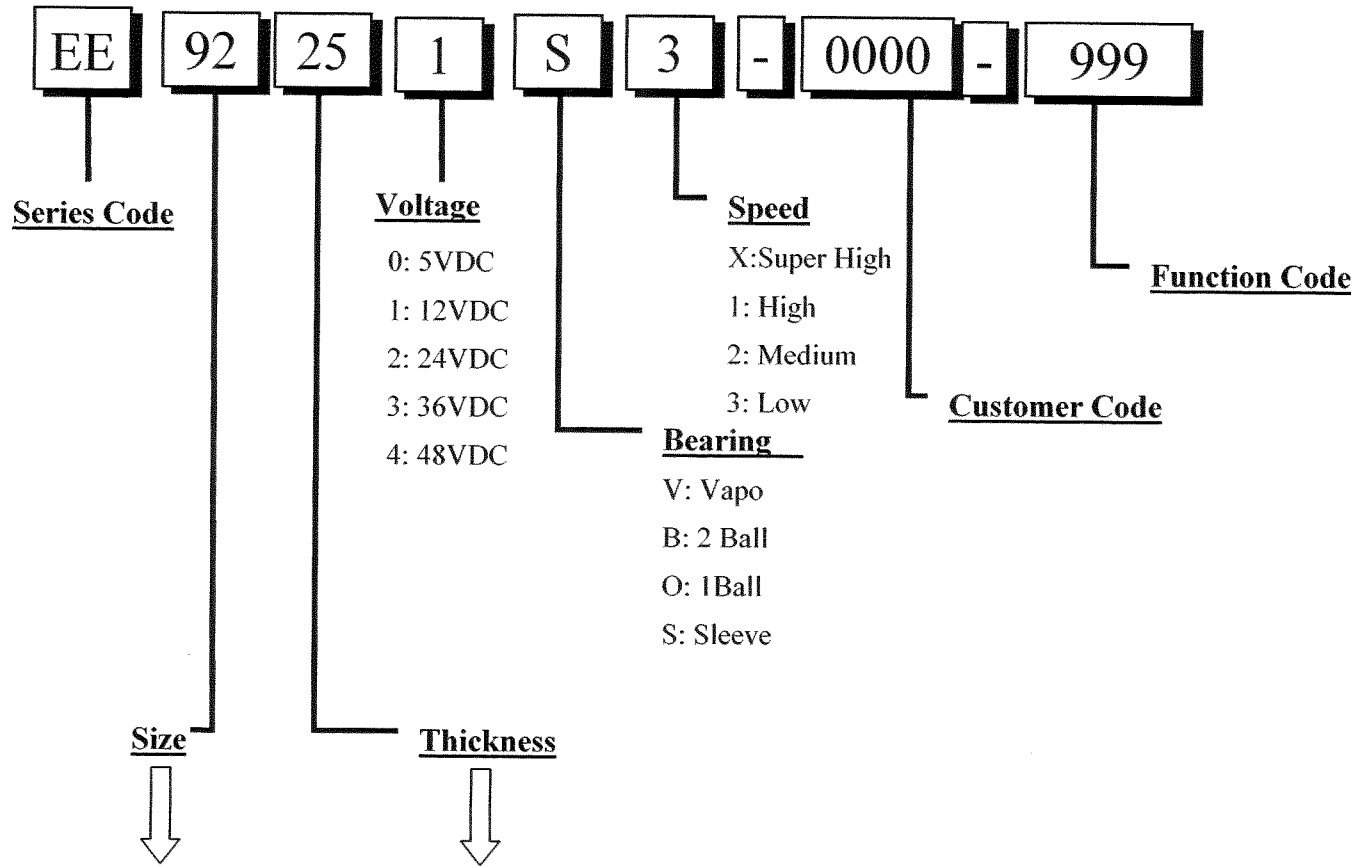 EE 92 25 1 S 3 - 0000 - 999
Series Code
Voltage
0: 5VDC
1: 12VDC
2: 24VDC
3: 36VDC
4: 48VDC
Speed
X:Super High
1: High
2: Medium
3: Low
Function Code
Customer Code
Bearing
V: Vapo
B: 2 Ball
O: 1Ball
S: Sleeve
Size
Thickness